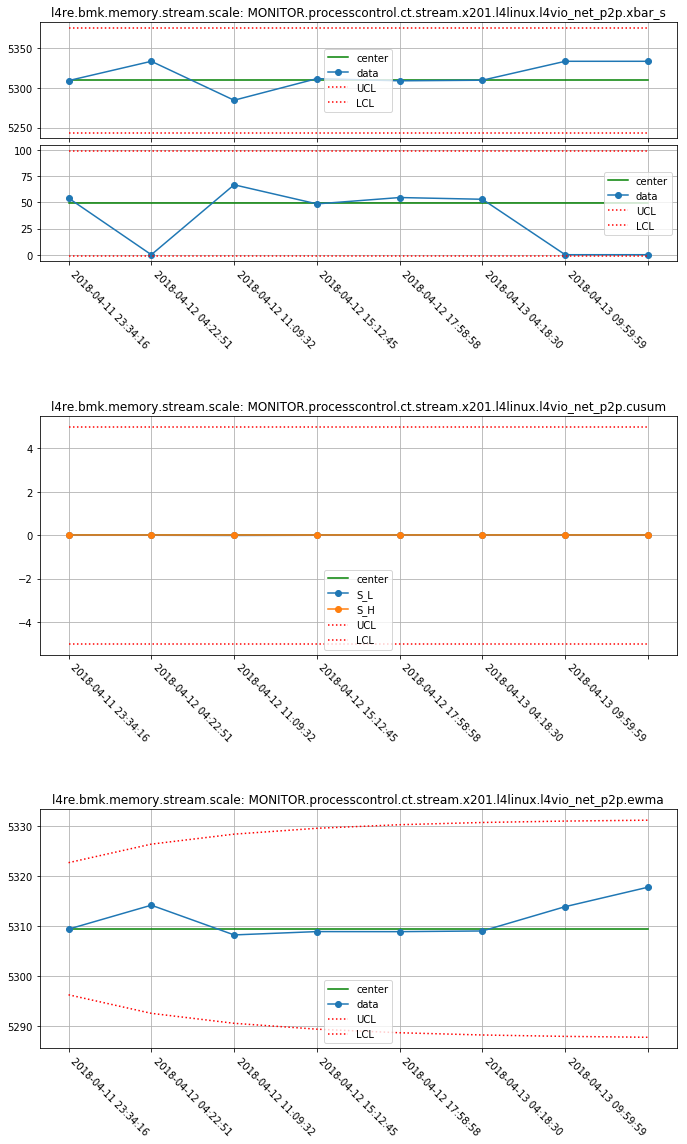 l4re.bmk.memory.stream.scale: MONITOR.processcontrol.ct.stream.x201.l4linux.l4vio_net_p2p.xbar_s
5350
5300
5250
center
data
UCL
LCL
100
75
50
25
0
center
data
UCL
LCL
2018-04-11 23:34:16
2018-04-12 04:22:51
2018-04-12 11:09:32
2018-04-12 15:12:45
2018-04-12 17:58:58
2018-04-13 04:18:30
2018-04-13 09:59:59
l4re.bmk.memory.stream.scale: MONITOR.processcontrol.ct.stream.x201.l4linux.l4vio_net_p2p.cusum
4
2
0
−2
−4
center
S_L
S_H
UCL
LCL
2018-04-11 23:34:16
2018-04-12 04:22:51
2018-04-12 11:09:32
2018-04-12 15:12:45
2018-04-12 17:58:58
2018-04-13 04:18:30
2018-04-13 09:59:59
l4re.bmk.memory.stream.scale: MONITOR.processcontrol.ct.stream.x201.l4linux.l4vio_net_p2p.ewma
5330
5320
5310
5300
5290
center
data
UCL
LCL
2018-04-11 23:34:16
2018-04-12 04:22:51
2018-04-12 11:09:32
2018-04-12 15:12:45
2018-04-12 17:58:58
2018-04-13 04:18:30
2018-04-13 09:59:59